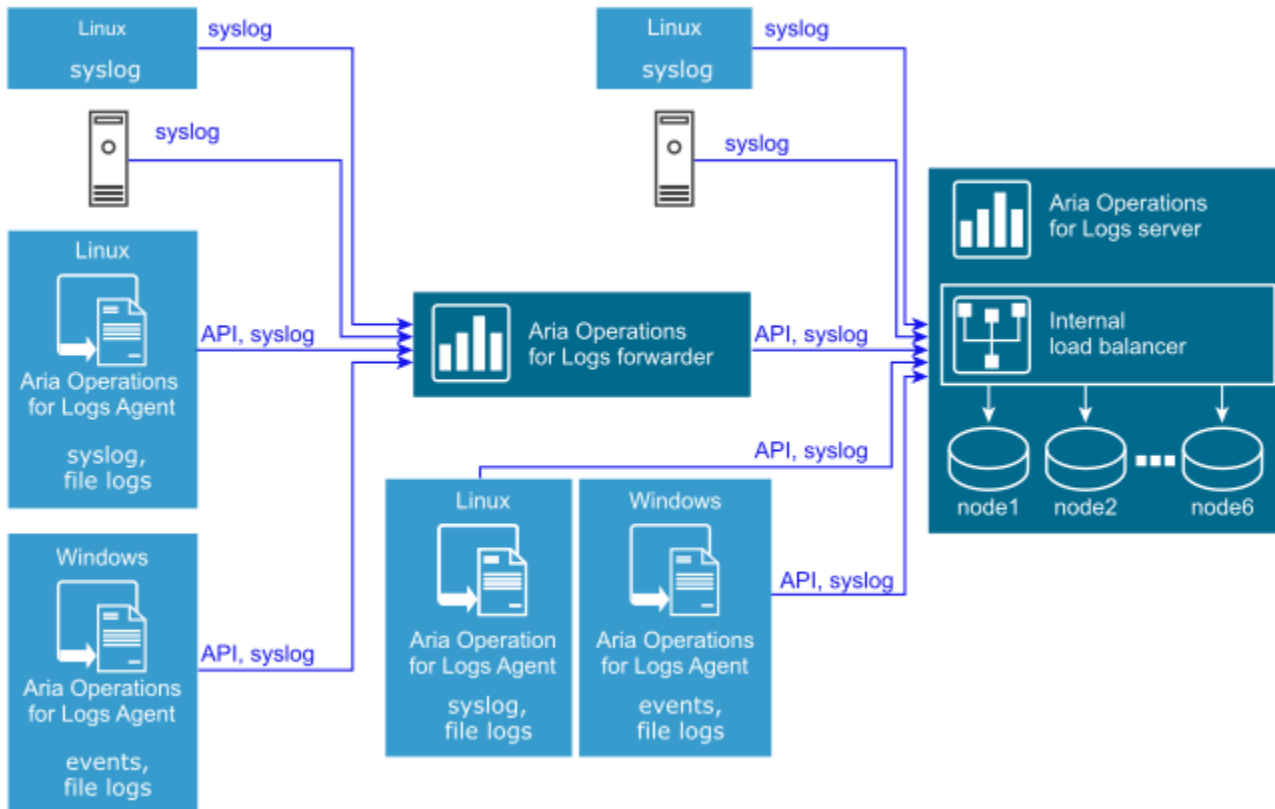 Linux
syslog
syslog
syslog
Linux
Aria Operations
for Logs Agent
syslog,
file logs
API, syslog
Windows
Aria Operations
for Logs Agent
events,
file logs
API, syslog
Aria Operations
for Logs forwarder
API, syslog
Linux
syslog
syslog
syslog
Linux
Aria Operation
for Logs Agent
syslog,
file logs
API, syslog
Windows
Aria Operations
for Logs Agent
events,
file logs
API, syslog
Aria Operations
for Logs server
Internal
load balancer
node1
node2
node6